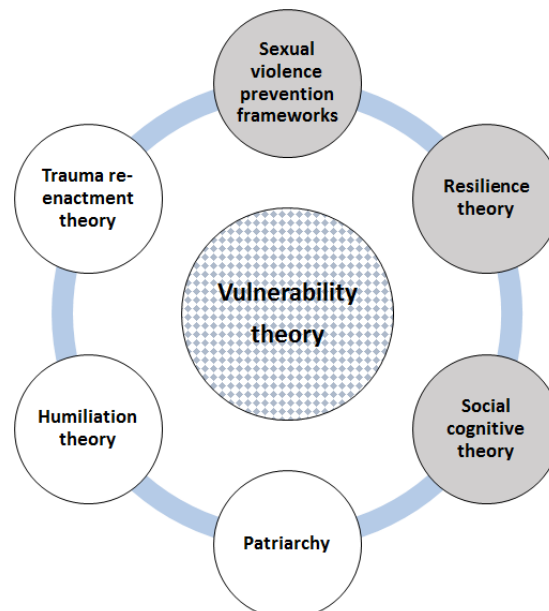 Sexual
violence
prevention
frameworks
Trauma re-
enactment
theory
Resilience
theory
Vulnerability
theory
Humiliation
theory
Social
cognitive
theory
Patriarchy